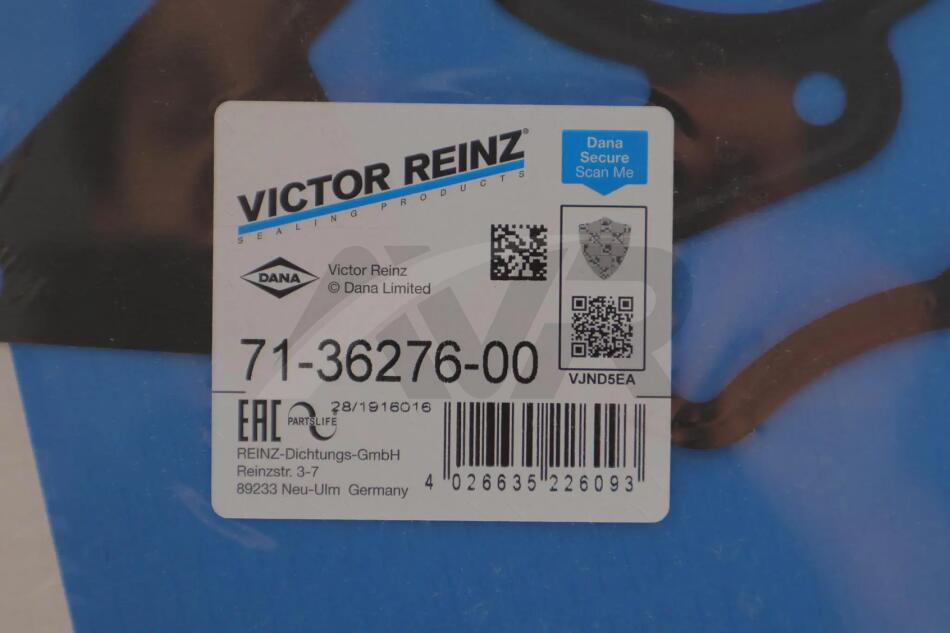 VICTOR REINZ®
SEALING PRODUCTS
Dana
Secure
Scan Me
DANA
Victor Reinz
© Dana Limited
AVR
71-36276-00
VJND5EA
EAC PARTSLIFE 28/1916016
REINZ-Dichtungs-GmbH
Reinzstr. 3-7
89233 Neu-Ulm Germany
4 026635 226093